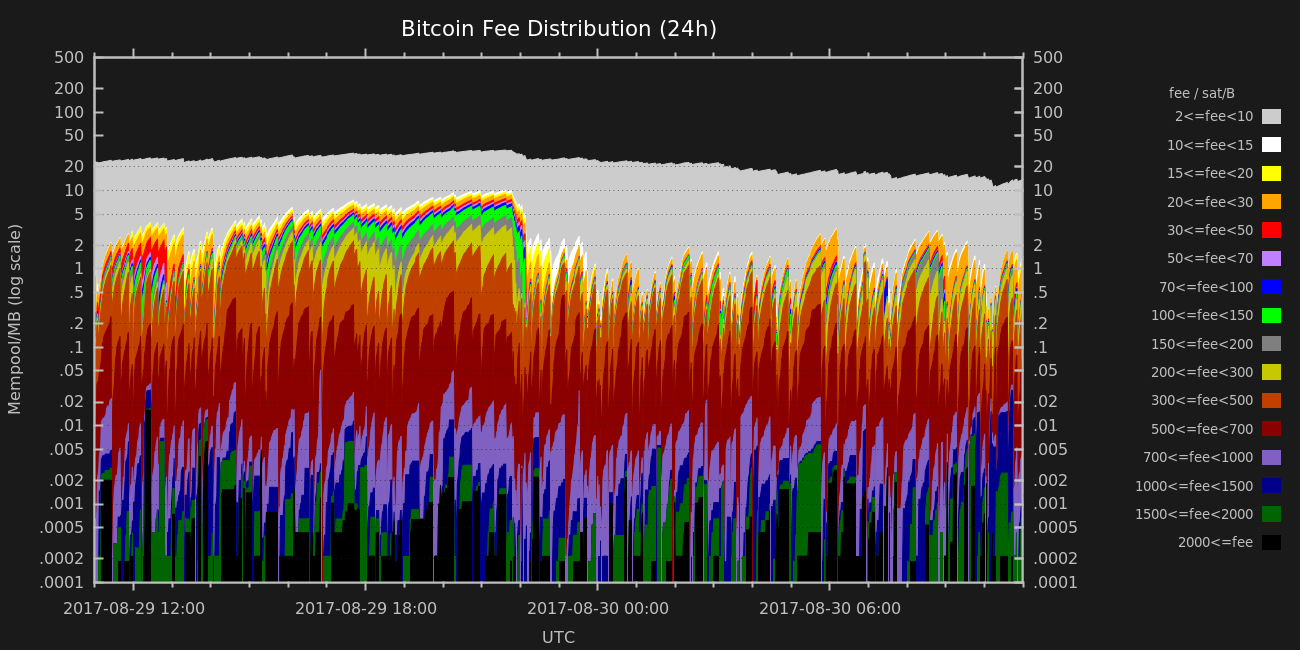 Bitcoin Fee Distribution (24h)
Mempool/MB (log scale)
500
200
100
50
20
10
5
2
1
.5
.2
.1
.05
.02
.01
.005
.002
.001
.0005
.0002
.0001
500
200
100
50
20
10
5
2
1
.5
.2
.1
.05
.02
.01
.005
.002
.001
.0005
.0002
.0001
2017-08-29 12:00
2017-08-29 18:00
2017-08-30 00:00
2017-08-30 06:00
UTC
fee / sat/B
2<=fee<10
10<=fee<15
15<=fee<20
20<=fee<30
30<=fee<50
50<=fee<70
70<=fee<100
100<=fee<150
150<=fee<200
200<=fee<300
300<=fee<500
500<=fee<700
700<=fee<1000
1000<=fee<1500
1500<=fee<2000
2000<=fee